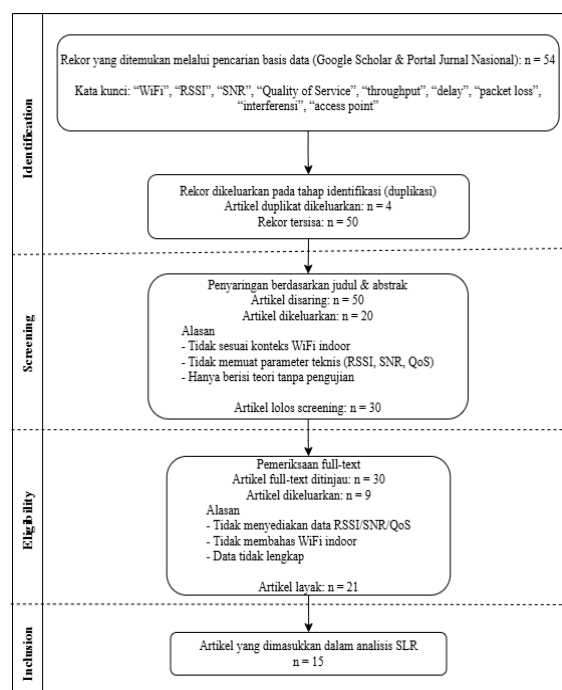 Identification
Rekor yang ditemukan melalui pencarian basis data (Google Scholar & Portal Jurnal Nasional): n = 54
Kata kunci: “WiFi”, “RSSI”, “SNR”, “Quality of Service”, “throughput”, “delay”, “packet loss”,
“interferensi”, “access point”
Rekor dikeluarkan pada tahap identifikasi (duplikasi)
Artikel duplikat dikeluarkan: n = 4
Rekor tersisa: n = 50
Screening
Penyaringan berdasarkan judul & abstrak
Artikel disaring: n = 50
Artikel dikeluarkan: n = 20
Alasan
- Tidak sesuai konteks WiFi indoor
- Tidak memuat parameter teknis (RSSI, SNR, QoS)
- Hanya berisi teori tanpa pengujian
Artikel lolos screening: n = 30
Eligibility
Pemeriksaan full-text
Artikel full-text ditinjau: n = 30
Artikel dikeluarkan: n = 9
Alasan
- Tidak menyediakan data RSSI/SNR/QoS
- Tidak membahas WiFi indoor
- Data tidak lengkap
Artikel layak: n = 21
Inclusion
Artikel yang dimasukkan dalam analisis SLR
n = 15